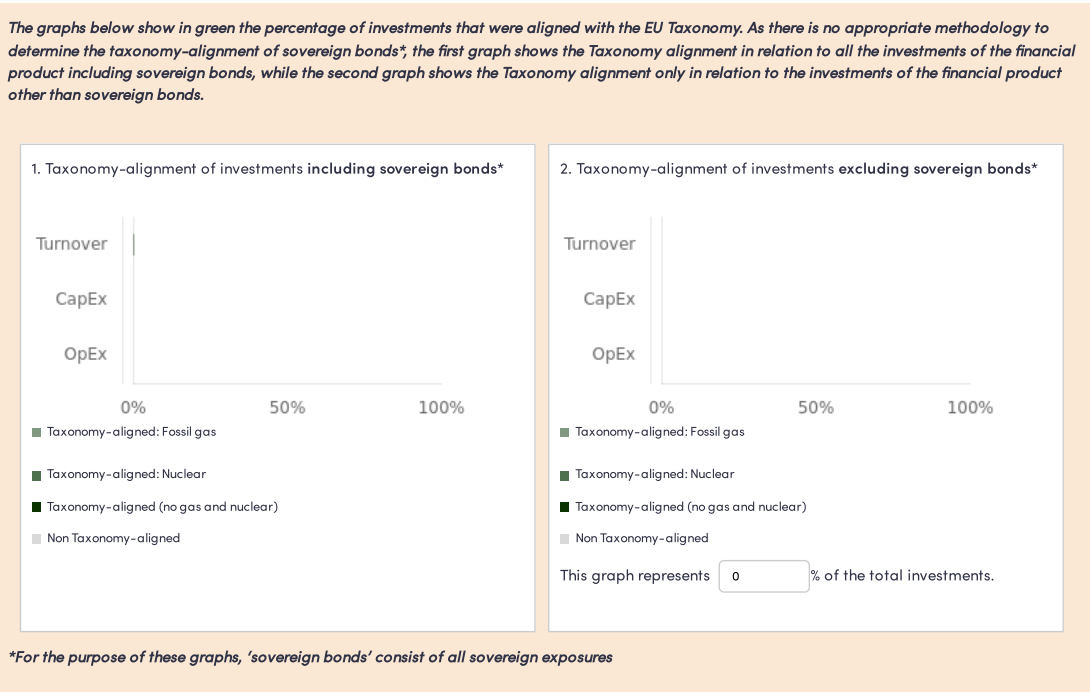 The graphs below show in green the percentage of investments that were aligned with the EU Taxonomy. As there is no appropriate methodology to
determine the taxonomy-alignment of sovereign bonds*, the first graph shows the Taxonomy alignment in relation to all the investments of the financial
product including sovereign bonds, while the second graph shows the Taxonomy alignment only in relation to the investments of the financial product
other than sovereign bonds.
1. Taxonomy-alignment of investments including sovereign bonds*
Turnover
CapEx
OpEx
0% 50% 100%
Taxonomy-aligned: Fossil gas
Taxonomy-aligned: Nuclear
Taxonomy-aligned (no gas and nuclear)
Non Taxonomy-aligned
2. Taxonomy-alignment of investments excluding sovereign bonds*
Turnover
CapEx
OpEx
0% 50% 100%
Taxonomy-aligned: Fossil gas
Taxonomy-aligned: Nuclear
Taxonomy-aligned (no gas and nuclear)
Non Taxonomy-aligned
This graph represents 0 % of the total investments.
*For the purpose of these graphs, ‘sovereign bonds’ consist of all sovereign exposures